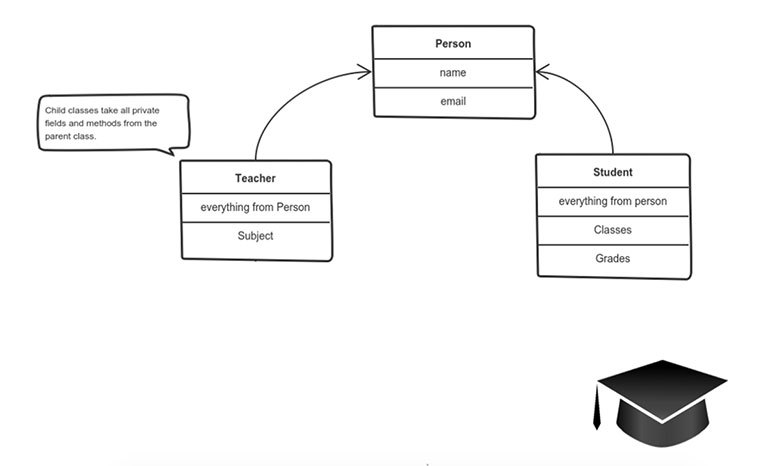 Person
name
email
Child classes take all private
fields and methods from the
parent class.
Teacher
everything from Person
Subject
Student
everything from person
Classes
Grades